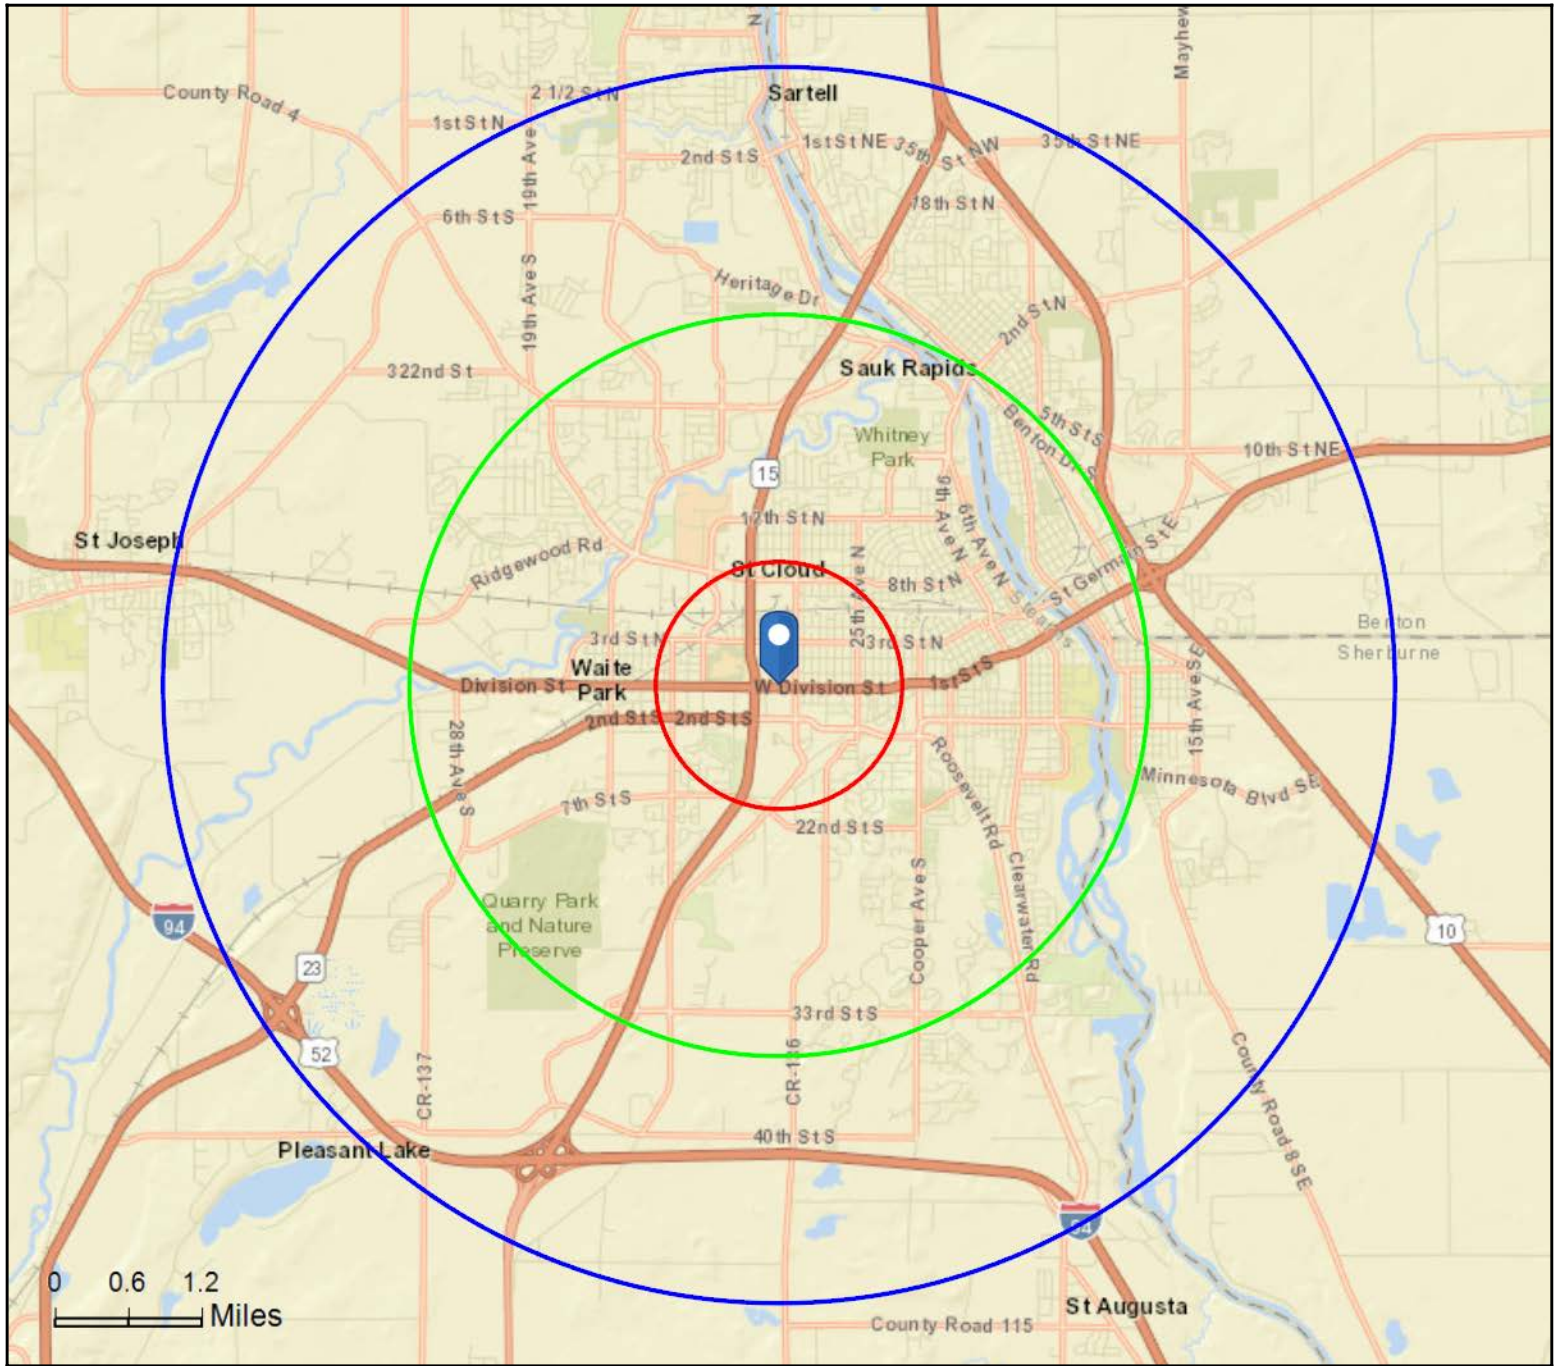 N
Mayhew
Sartell
County Road 4
2 1/2 St N
1st St N
19th Ave
2nd St S
1st St NE
35th St NW
35th St NE
18th St N
6th St S
19th Ave S
Heritage Dr
2nd St N
322nd St
Sauk Rapids
Whitney
Park
5th St S
Benton Dr S
10th St NE
15
9th Ave N
6th Ave N
12th St N
St Joseph
Ridgewood Rd
St Cloud
25th Ave N
8th St N
St Germain St E
Stearns
3rd St N
23rd St N
Benton
Sherburne
Waite
Park
Division St
W Division St
1st St S
2nd St S
2nd St S
28th Ave S
15th Ave SE
Roosevelt Rd
Minnesota Blvd SE
7th St S
22nd St S
Cooper Ave S
Clearwater Rd
Quarry Park
and Nature
Preserve
94
10
23
33rd St S
52
CR-137
CR-136
County Road 8 SE
40th St S
Pleasant Lake
94
0 0.6 1.2
Miles
St Augusta
County Road 115